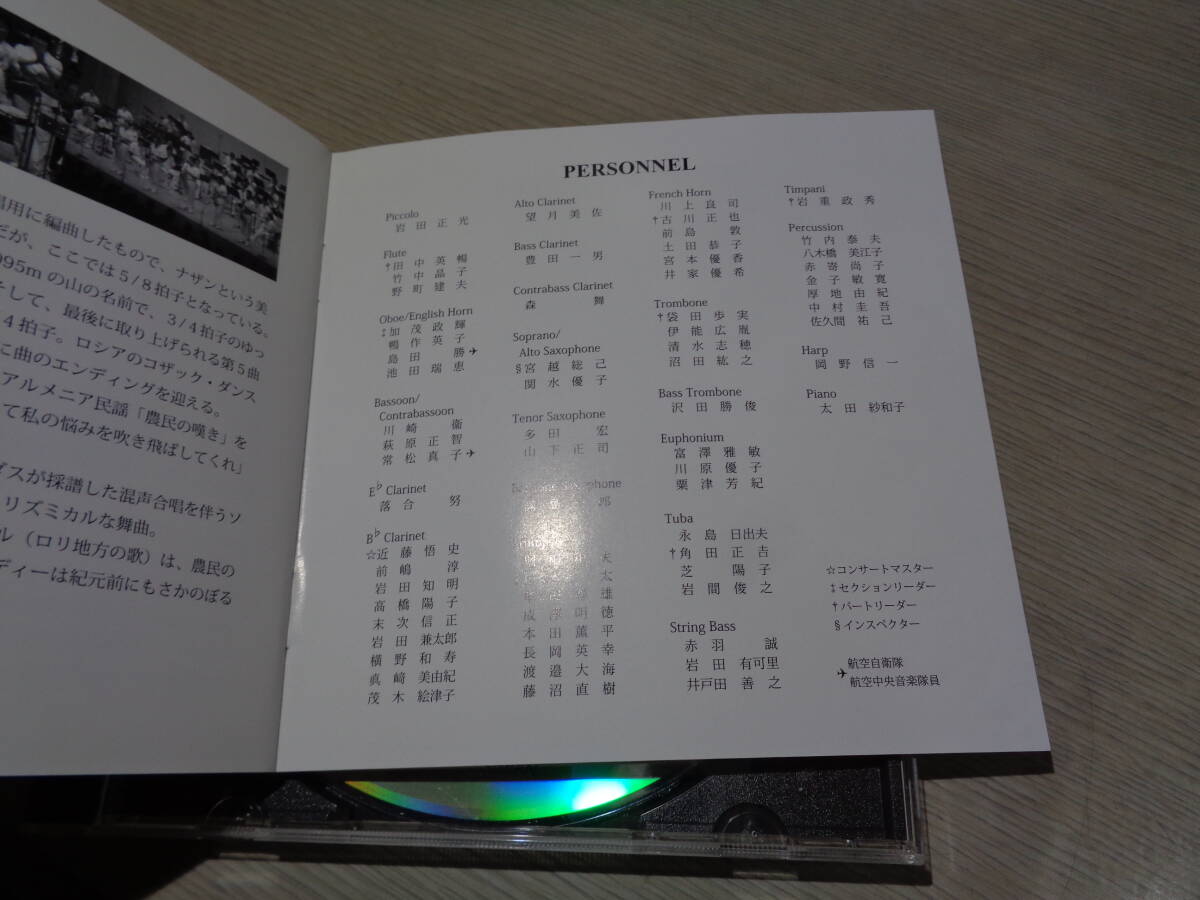 唱用に編曲したもので、ナザンという美
だが、ここでは5/8拍子となっている。
095mの山の名前で、3/4拍子のゆっ
そして、最後に取り上げられる第5曲
4拍子。ロシアのコザック・ダンス
に曲のエンディングを迎える。
アルメニア民謡「農民の嘆き」を
て私の悩みを吹き飛ばしてくれ」
ダスが採譜した混声合唱を伴うソ
リズミカルな舞曲。
ル（ロリ地方の歌）は、農民の
ディーは紀元前にもさかのぼる
PERSONNEL
Piccolo
岩田正光
Flute
†田中英暢
竹中晶子
野町建夫
Oboe/English Horn
‡加茂政輝
鴨作英子
島田 勝✈
池田瑞恵
Bassoon/
Contrabassoon
川崎 衛
萩原正智
常松真子✈
E♭ Clarinet
落合 努
B♭ Clarinet
☆近藤悟史
前嶋 淳
岩田知明
高橋陽子
末次信正
岩田兼太郎
横野和寿
真崎美由紀
茂木絵津子
Alto Clarinet
望月美佐
Bass Clarinet
豊田一男
Contrabass Clarinet
森 舞
Soprano/
Alto Saxophone
§宮越総己
関水優子
Tenor Saxophone
多田 宏
山下正司
Saxophone
郎
夫
太
雄
徳
本田薫平
長岡英幸
渡邉大海
藤沼直樹
French Horn
川上良司
†古川正也
前島 敦
土田恭子
宮本優香
井家優希
Trombone
†袋田歩実
伊能広胤
清水志穂
沼田紘之
Bass Trombone
沢田勝俊
Euphonium
富澤雅敏
川原優子
粟津芳紀
Tuba
永島日出夫
†角田正吉
芝 陽子
岩間俊之
String Bass
赤羽 誠
岩田有可里
井戸田善之
Timpani
†岩重政秀
Percussion
竹内泰夫
八木橋美江子
赤嵜尚子
金子敏寛
厚地由紀
中村圭吾
佐久間祐己
Harp
岡野信一
Piano
太田紗和子
☆コンサートマスター
‡セクションリーダー
†パートリーダー
§インスペクター
✈航空自衛隊
航空中央音楽隊員